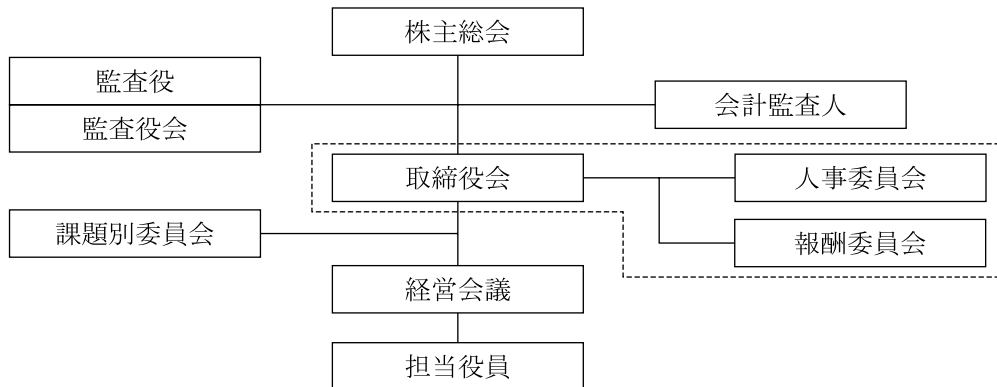 株主総会
監査役
監査役会
会計監査人
取締役会
人事委員会
課題別委員会
報酬委員会
経営会議
担当役員